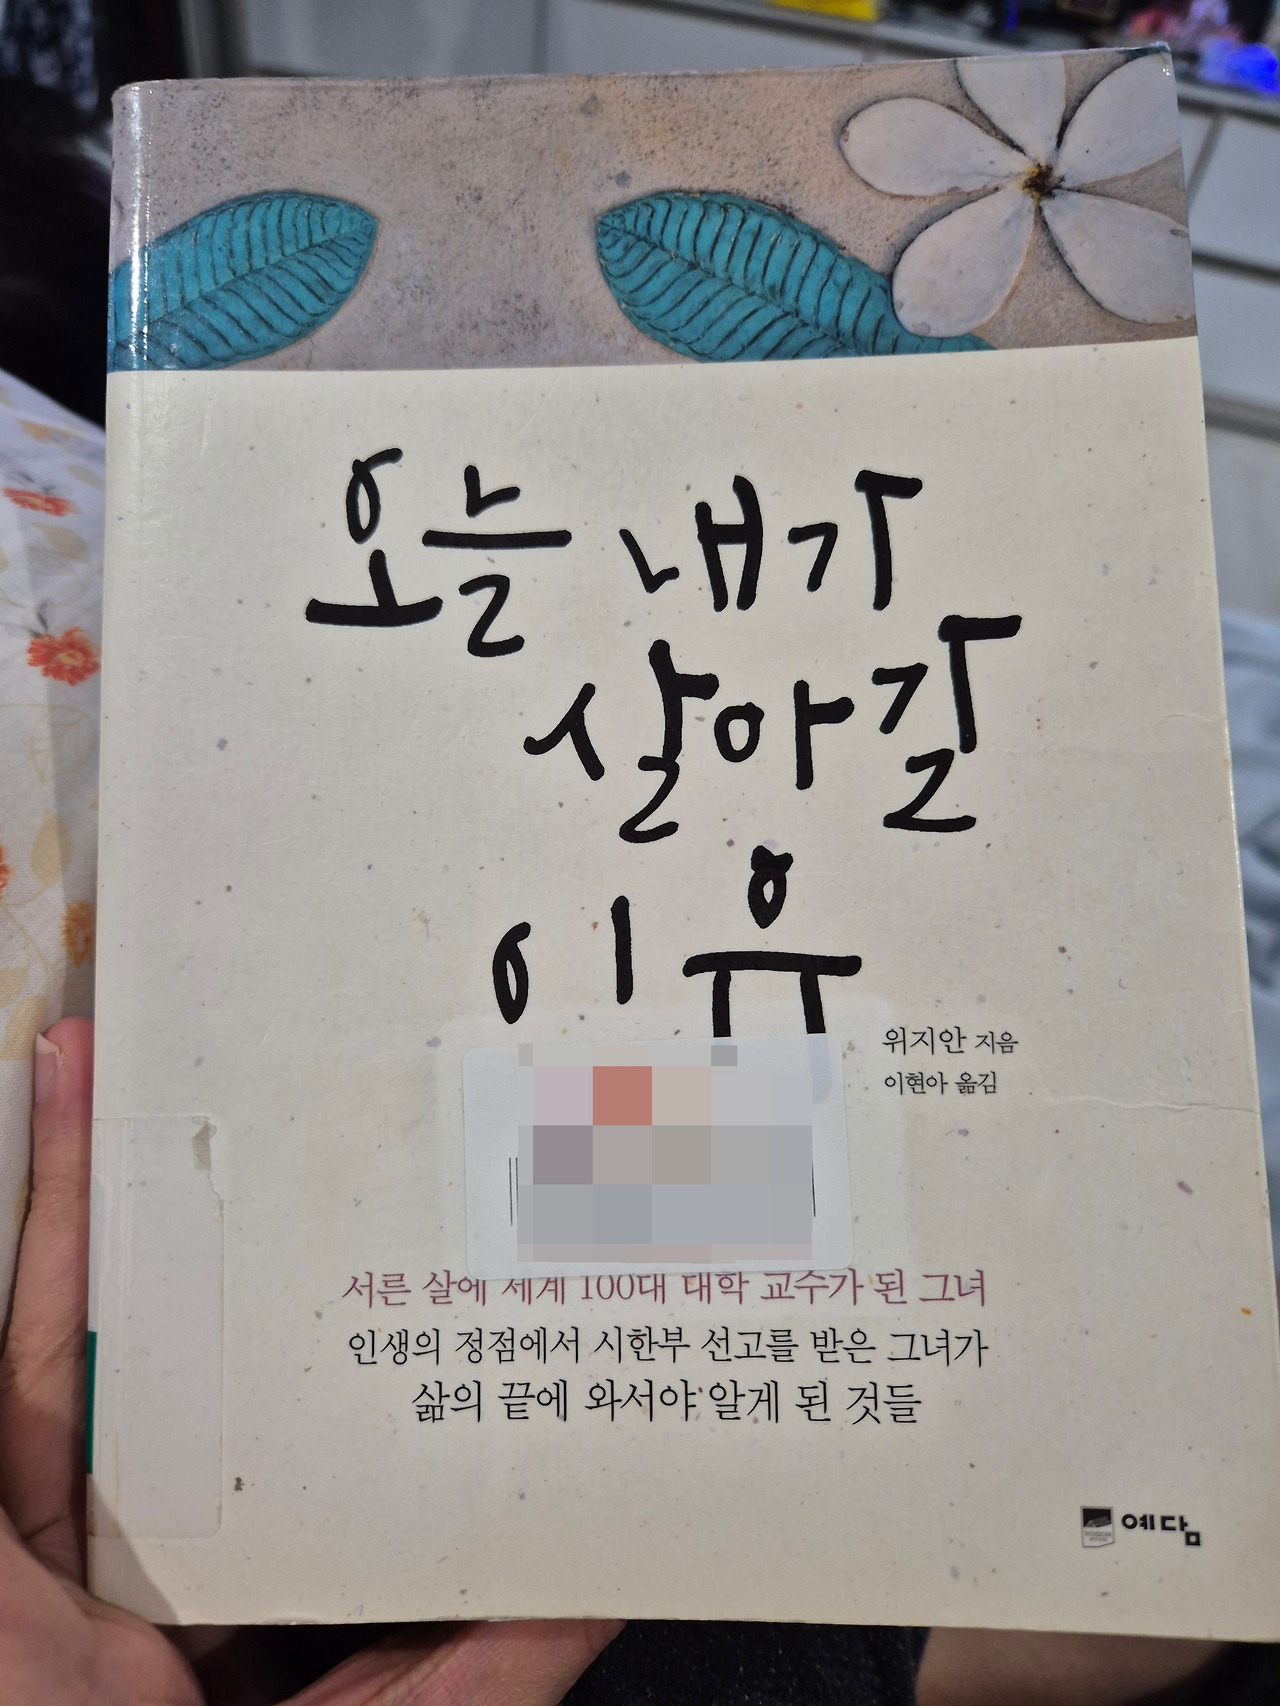 오늘 내가
살아갈
이유
위지안 지음
이현아 옮김
서른 살에 세계 100대 대학 교수가 된 그녀
인생의 정점에서 시한부 선고를 받은 그녀가
삶의 끝에 와서야 알게 된 것들
예담